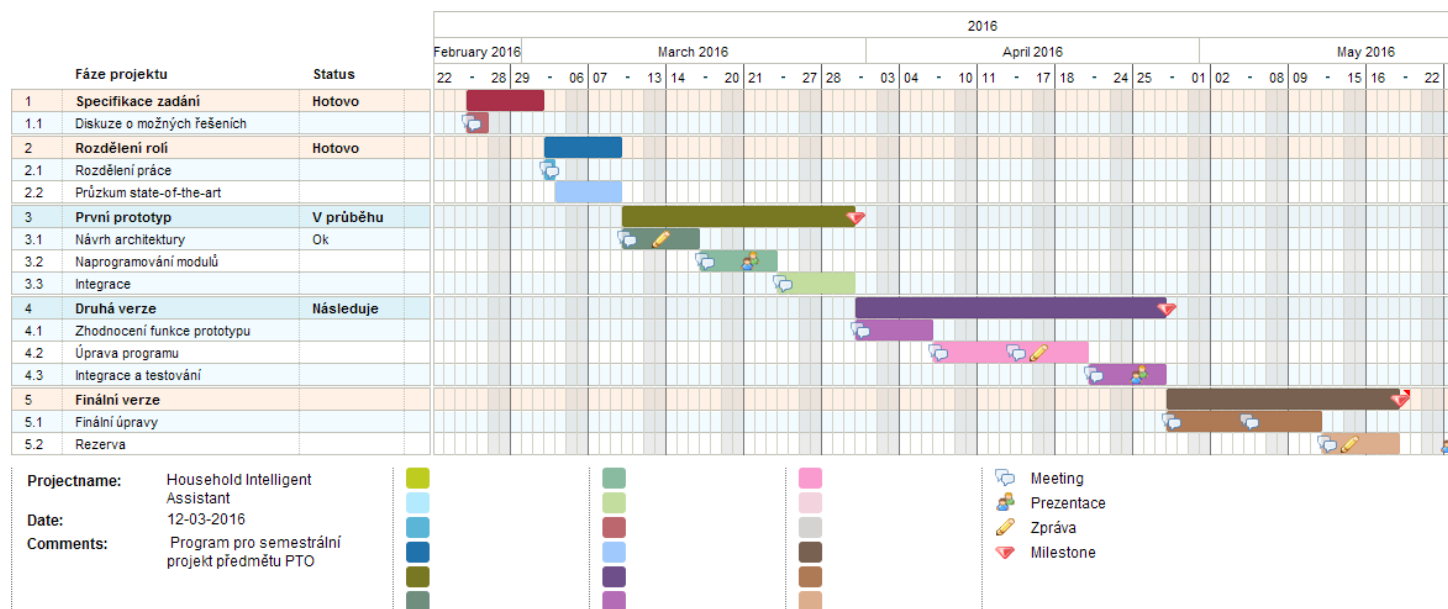 2016
February 2016 March 2016 April 2016 May 2016
Fáze projektu Status 22 - 28 29 - 06 07 - 13 14 - 20 21 - 27 28 - 03 04 - 10 11 - 17 18 - 24 25 - 01 02 - 08 09 - 15 16 - 22
1 Specifikace zadání Hotovo
1.1 Diskuze o možných řešeních
2 Rozdělení rolí Hotovo
2.1 Rozdělení práce
2.2 Průzkum state-of-the-art
3 První prototyp V průběhu
3.1 Návrh architektury Ok
3.2 Naprogramování modulů
3.3 Integrace
4 Druhá verze Následuje
4.1 Zhodnocení funkce prototypu
4.2 Úprava programu
4.3 Integrace a testování
5 Finální verze
5.1 Finální úpravy
5.2 Rezerva
Projectname: Household Intelligent
Assistant
Date: 12-03-2016
Comments: Program pro semestrální
projekt předmětu PTO
Meeting
Prezentace
Zpráva
Milestone